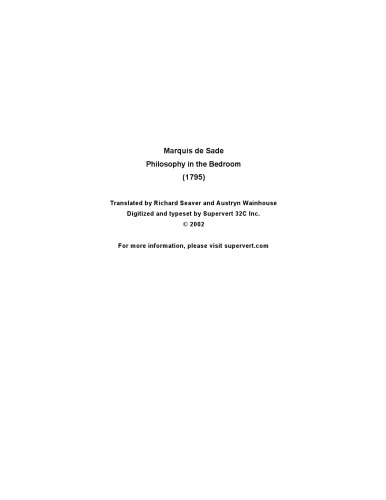 Marquis de Sade
Philosophy in the Bedroom
(1795)
Translated by Richard Seaver and Austryn Wainhouse
Digitized and typeset by Supervert 32C Inc.
© 2002
For more information, please visit supervert.com